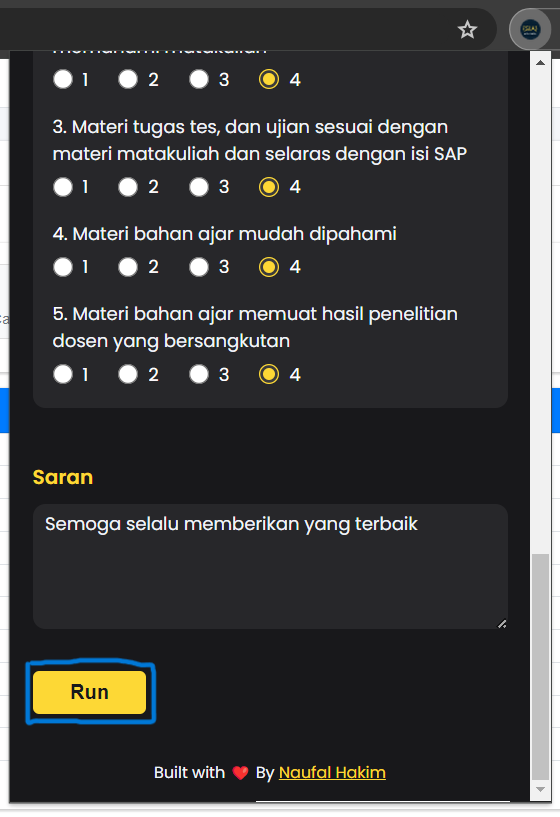 memahami matakuliah
1 2 3 4
3. Materi tugas tes, dan ujian sesuai dengan
materi matakuliah dan selaras dengan isi SAP
1 2 3 4
4. Materi bahan ajar mudah dipahami
1 2 3 4
5. Materi bahan ajar memuat hasil penelitian
dosen yang bersangkutan
1 2 3 4
Saran
Semoga selalu memberikan yang terbaik
Run
Built with ❤️ By Naufal Hakim